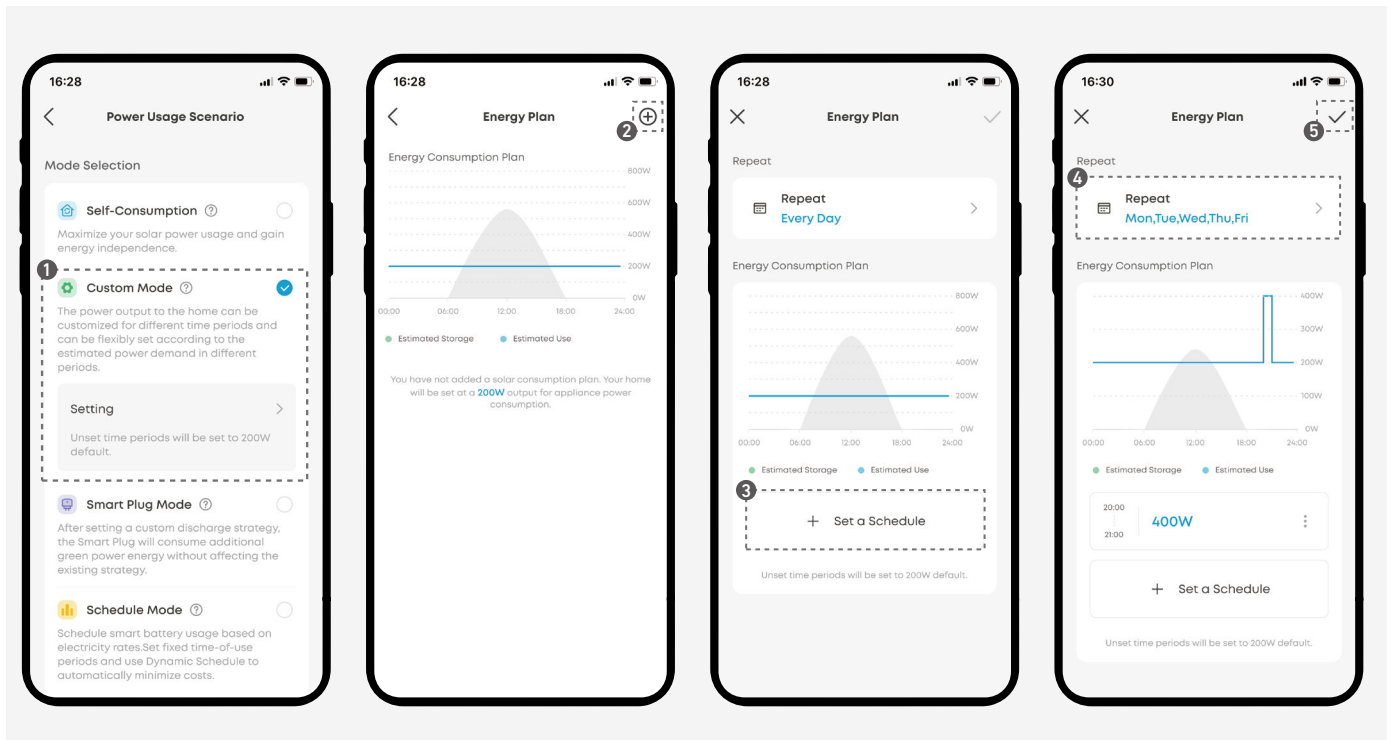 16:28
Power Usage Scenario
Mode Selection
Self-Consumption ?
Maximize your solar power usage and gain
energy independence.
1
Custom Mode ?
The power output to the home can be
customized for different time periods and
can be flexibly set according to the
estimated power demand in different
periods.
Setting
Unset time periods will be set to 200W
default.
Smart Plug Mode ?
After setting a custom discharge strategy,
the Smart Plug will consume additional
green power energy without affecting the
existing strategy.
Schedule Mode ?
Schedule smart battery usage based on
electricity rates.Set fixed time-of-use
periods and use Dynamic Schedule to
automatically minimize costs.
16:28
Energy Plan
2
Energy Consumption Plan
800W
600W
400W
200W
0W
00:00 06:00 12:00 18:00 24:00
Estimated Storage Estimated Use
You have not added a solar consumption plan. Your home
will be set at a 200W output for appliance power
consumption.
16:28
Energy Plan
Repeat
Repeat
Every Day
Energy Consumption Plan
800W
600W
400W
200W
0W
00:00 06:00 12:00 18:00 24:00
Estimated Storage Estimated Use
3
+ Set a Schedule
Unset time periods will be set to 200W default.
16:30
Energy Plan
5
Repeat
4
Repeat
Mon,Tue,Wed,Thu,Fri
Energy Consumption Plan
400W
300W
200W
100W
0W
00:00 06:00 12:00 18:00 24:00
Estimated Storage Estimated Use
20:00
400W
21:00
+ Set a Schedule
Unset time periods will be set to 200W default.